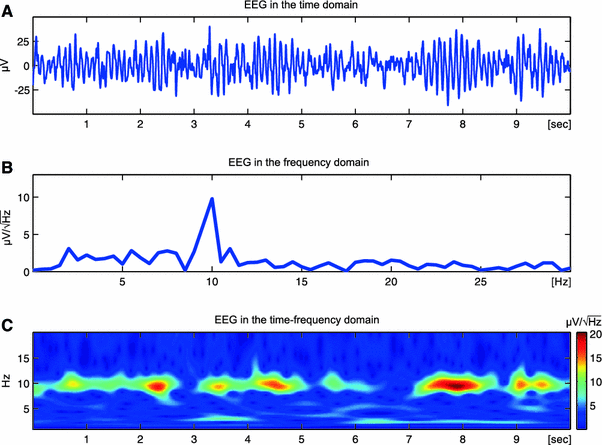 A
EEG in the time domain
µV
25
0
-25
1 2 3 4 5 6 7 8 9 [sec]
B
EEG in the frequency domain
µV/√Hz
10
5
0
5 10 15 20 25 [Hz]
C
EEG in the time-frequency domain
µV/√Hz
Hz
15
10
5
20
15
10
5
0
1 2 3 4 5 6 7 8 9 [sec]